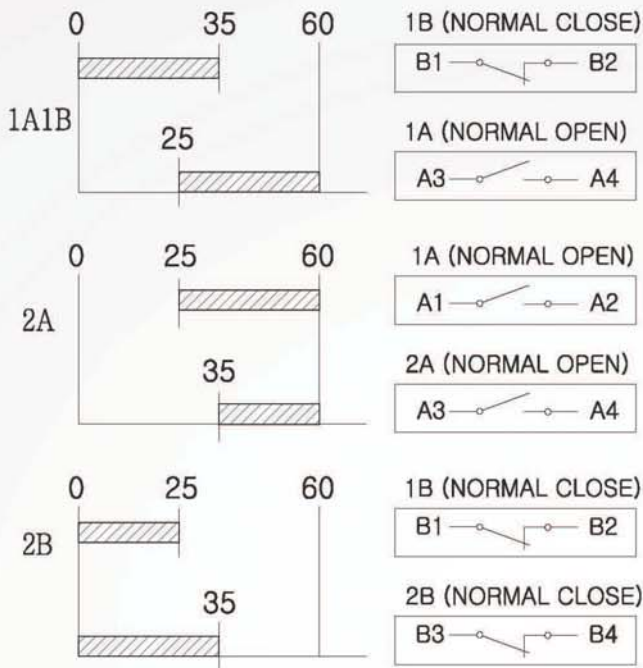 0 35 60 1B (NORMAL CLOSE)
B1 B2
1A1B
25 1A (NORMAL OPEN)
A3 A4
0 25 60 1A (NORMAL OPEN)
A1 A2
2A
35 2A (NORMAL OPEN)
A3 A4
0 25 60 1B (NORMAL CLOSE)
B1 B2
2B
35 2B (NORMAL CLOSE)
B3 B4